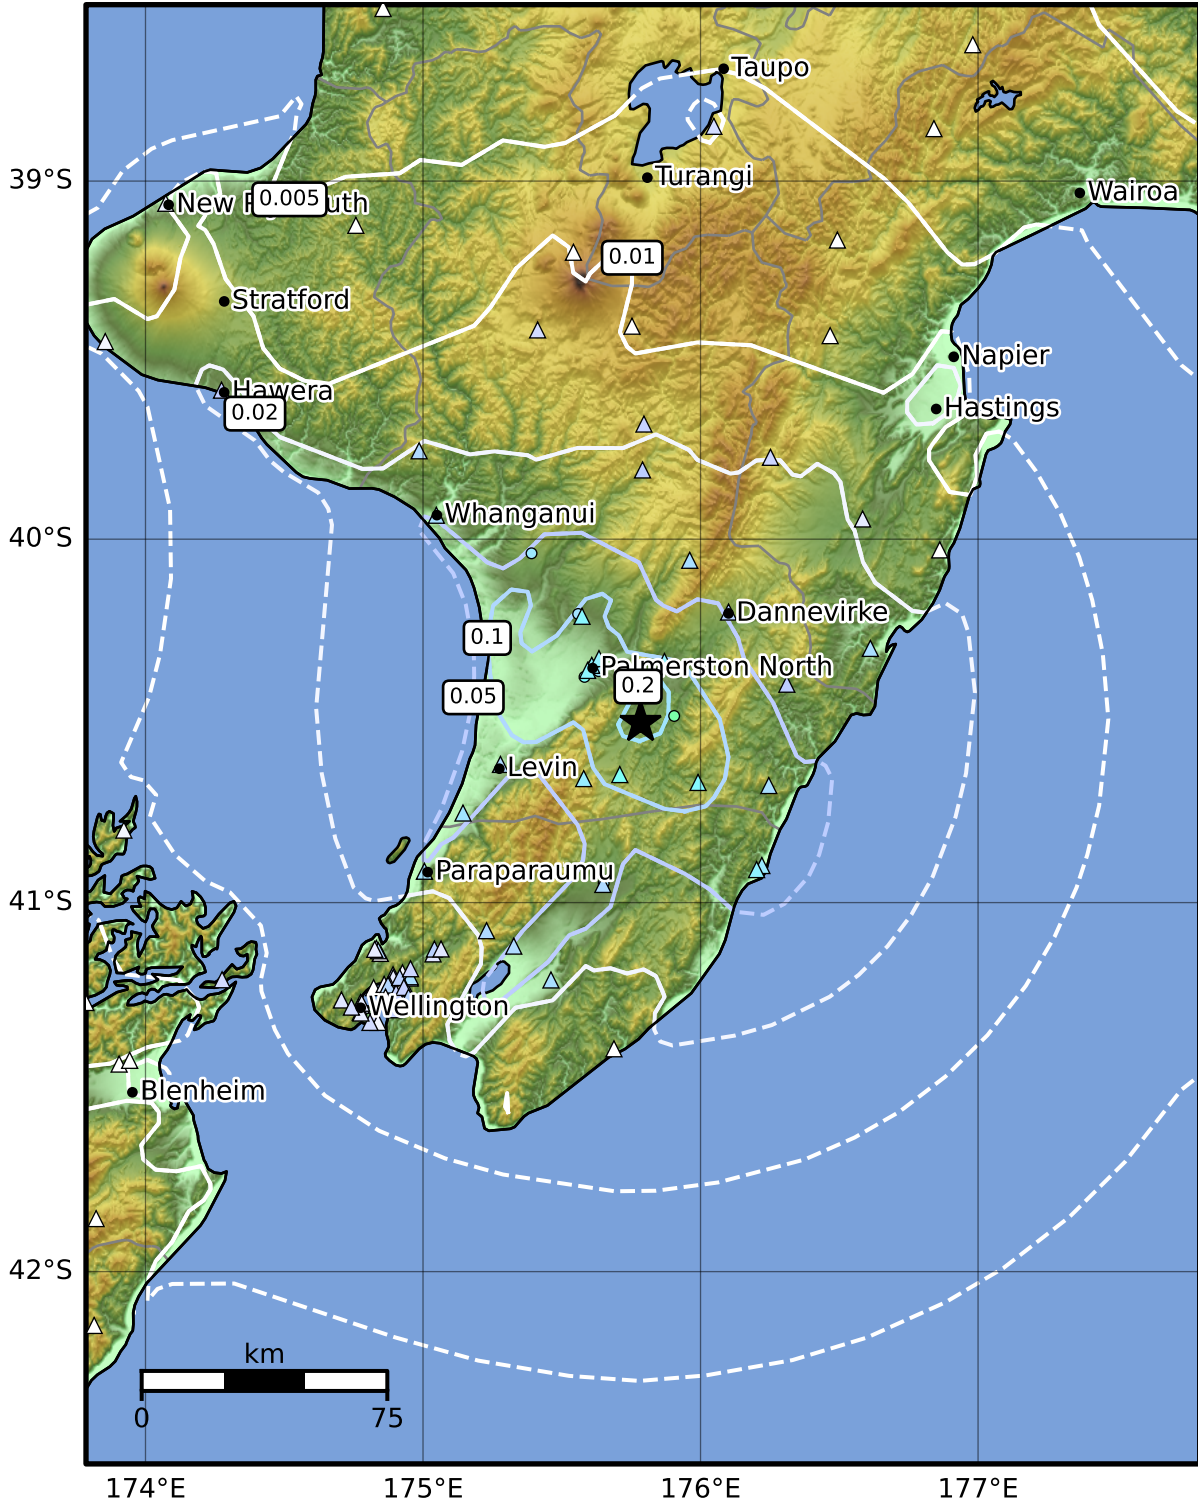 Taupo
39°S
Turangi
Wairoa
New P
0.005
uth
0.01
Stratford
Napier
Hawera
0.02
Hastings
Whanganui
40°S
Dannevirke
0.1
Palmerston North
0.2
0.05
Levin
Paraparaumu
41°S
Wellington
Blenheim
42°S
km
0
75
174°E
175°E
176°E
177°E